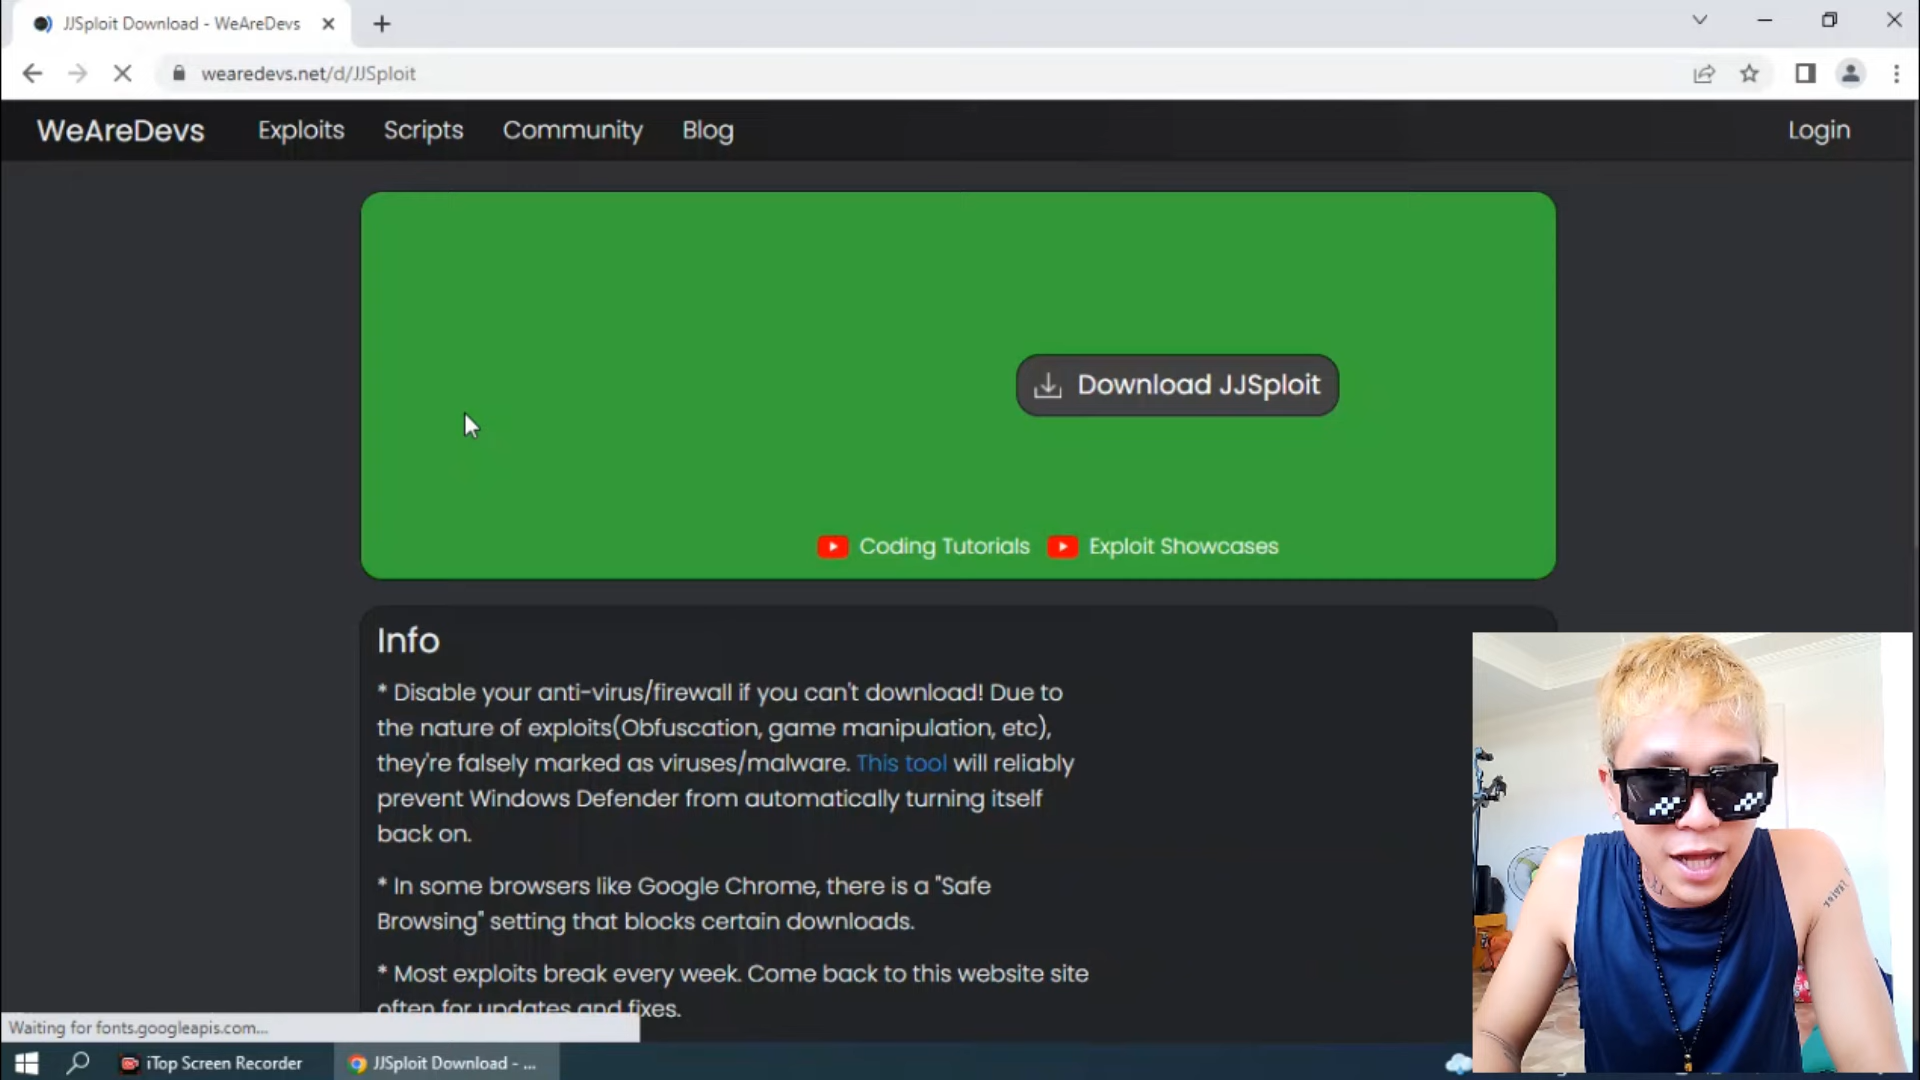 JJSploit Download - WeAreDevs
wearedevs.net/d/JJSploit
WeAreDevs Exploits Scripts Community Blog Login
Download JJSploit
Coding Tutorials Exploit Showcases
Info
* Disable your anti-virus/firewall if you can't download! Due to
the nature of exploits(Obfuscation, game manipulation, etc),
they're falsely marked as viruses/malware. This tool will reliably
prevent Windows Defender from automatically turning itself
back on.
* In some browsers like Google Chrome, there is a "Safe
Browsing" setting that blocks certain downloads.
* Most exploits break every week. Come back to this website site
often for updates and fixes.
Waiting for fonts.googleapis.com...
iTop Screen Recorder JJSploit Download - ...